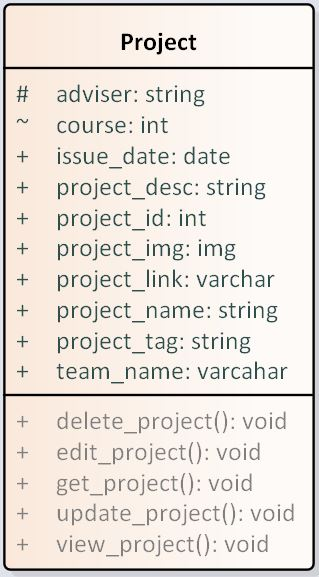 Project
# adviser: string
~ course: int
+ issue_date: date
+ project_desc: string
+ project_id: int
+ project_img: img
+ project_link: varchar
+ project_name: string
+ project_tag: string
+ team_name: varcahar
+ delete_project(): void
+ edit_project(): void
+ get_project(): void
+ update_project(): void
+ view_project(): void